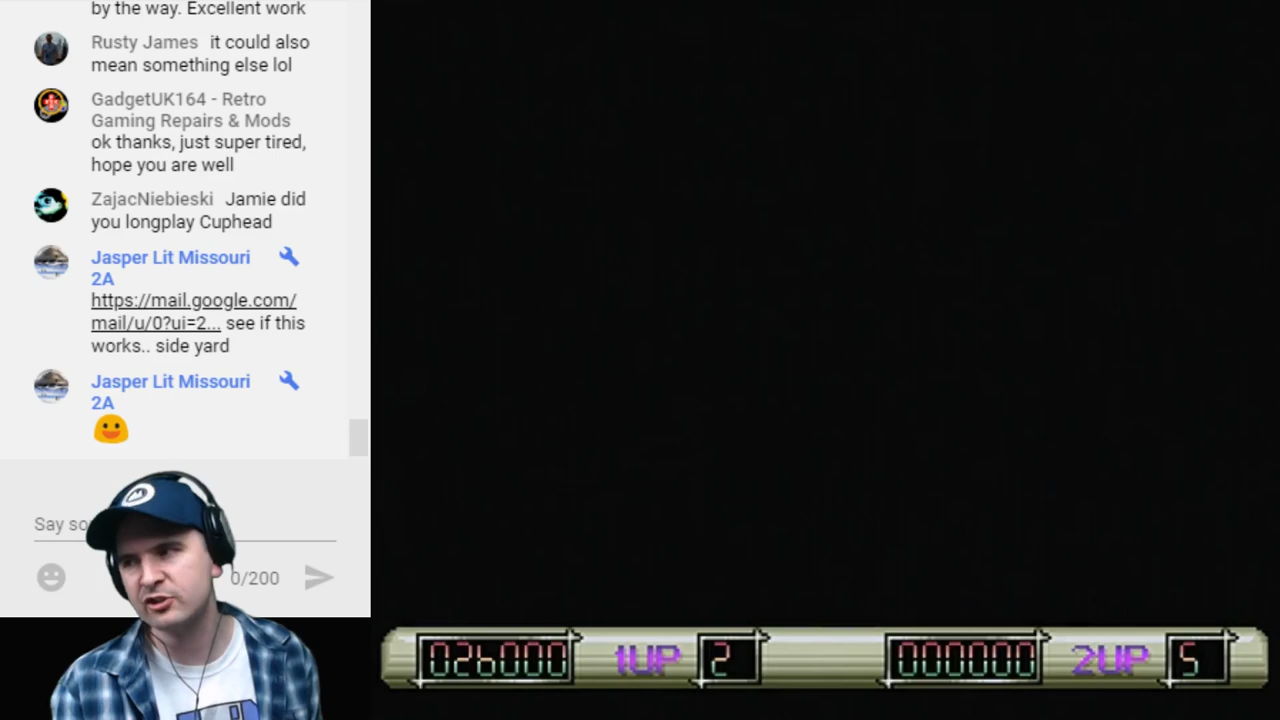 by the way. Excellent work
Rusty James it could also
mean something else lol
GadgetUK164 - Retro
Gaming Repairs & Mods
ok thanks, just super tired,
hope you are well
ZajacNiebieski Jamie did
you longplay Cuphead
Jasper Lit Missouri
2A
https://mail.google.com/
mail/u/0?ui=2... see if this
works.. side yard
Jasper Lit Missouri
2A
Say so
0/200
026000 1UP 2 000000 2UP 5